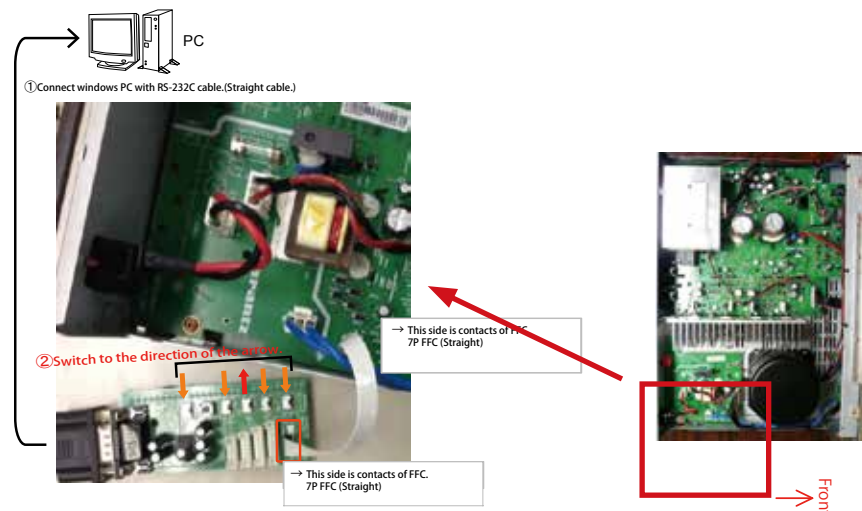 PC
①Connect windows PC with RS-232C cable.(Straight cable.)
→ This side is contacts of FFC.
7P FFC (Straight)
②Switch to the direction of the arrow.
→ This side is contacts of FFC.
7P FFC (Straight)
Fron